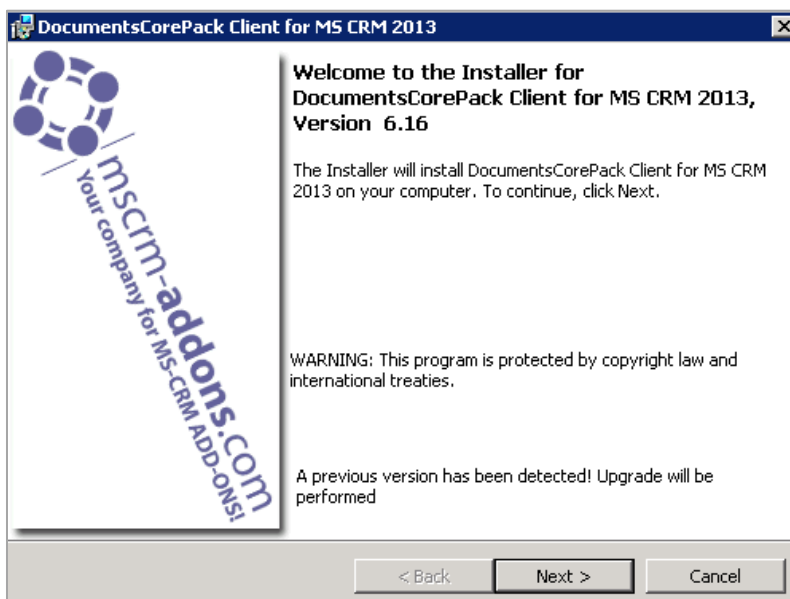 DocumentsCorePack Client for MS CRM 2013
Welcome to the Installer for
DocumentsCorePack Client for MS CRM 2013,
Version 6.16
The Installer will install DocumentsCorePack Client for MS CRM
2013 on your computer. To continue, click Next.
mscrm-addons.com
Your company for MS-CRM ADD-ONS!
WARNING: This program is protected by copyright law and
international treaties.
A previous version has been detected! Upgrade will be
performed
< Back
Next >
Cancel